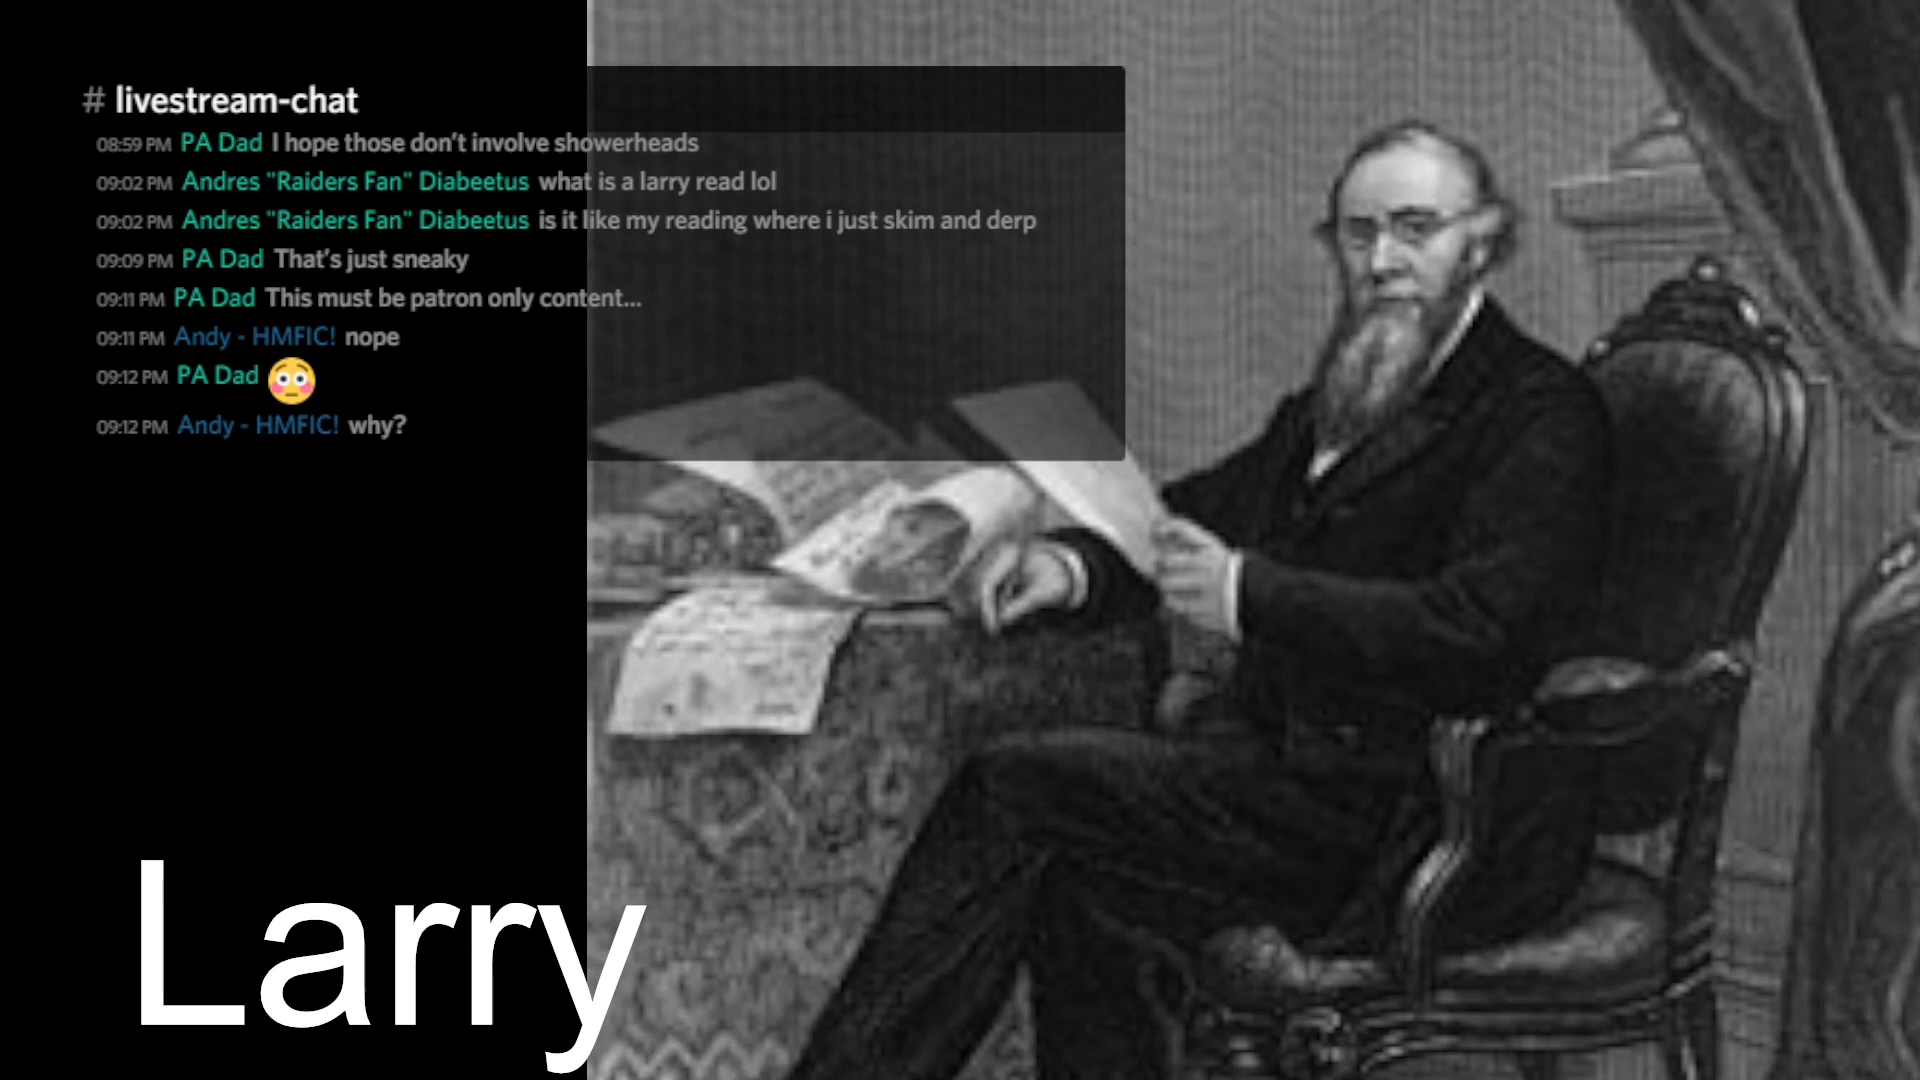 # livestream-chat
08:59 PM PA Dad I hope those don't involve showerheads
09:02 PM Andres "Raiders Fan" Diabeetus what is a larry read lol
09:02 PM Andres "Raiders Fan" Diabeetus is it like my reading where i just skim and derp
09:09 PM PA Dad That's just sneaky
09:11 PM PA Dad This must be patron only content...
09:11 PM Andy - HMFIC! nope
09:12 PM PA Dad 😳
09:12 PM Andy - HMFIC! why?
Larry